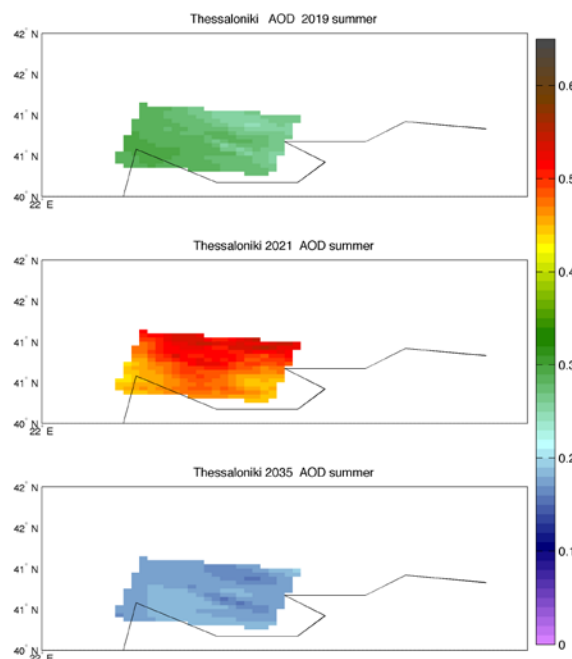 Thessaloniki AOD 2019 summer
42° N
42° N
41° N
41° N
40° N
22° E
Thessaloniki 2021 AOD summer
42° N
42° N
41° N
41° N
40° N
22° E
Thessaloniki 2035 AOD summer
42° N
42° N
41° N
41° N
40° N
22° E
0.6
0.5
0.4
0.3
0.2
0.1
0